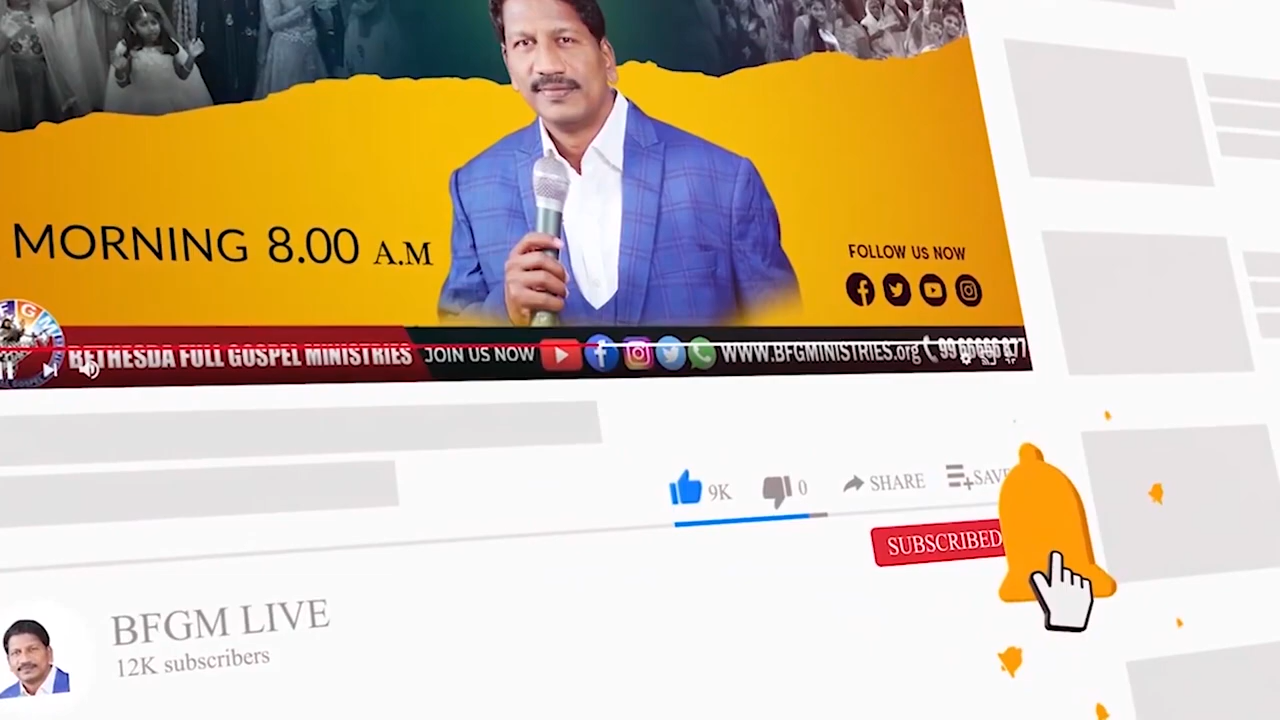 MORNING 8.00 A.M
FOLLOW US NOW
BETHESDA FULL GOSPEL MINISTRIES JOIN US NOW WWW.BFGMINISTRIES.org
9K 0 SHARE SAVE
SUBSCRIBED
BFGM LIVE
12K subscribers